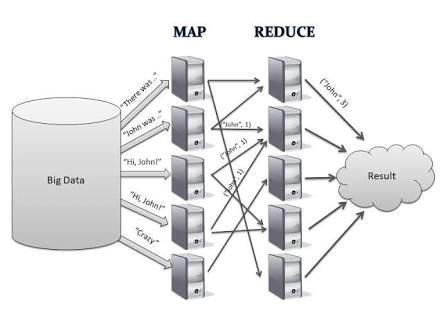 MAP REDUCE
"There was .."
"John was .."
"Hi, John!"
"Hi, John!"
"Crazy"
Big Data
("John", 1)
("John", 1)
("John", 1)
("John", 3)
Result